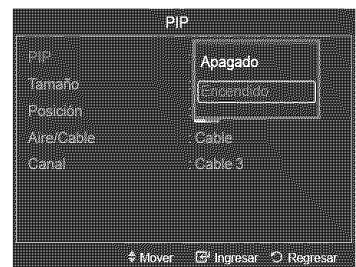 PIP
PIP
Apagado
Encendido
Tamaño
Posición
Aire/Cable : Cable
Canal : Cable 3
Mover Ingresar Regresar